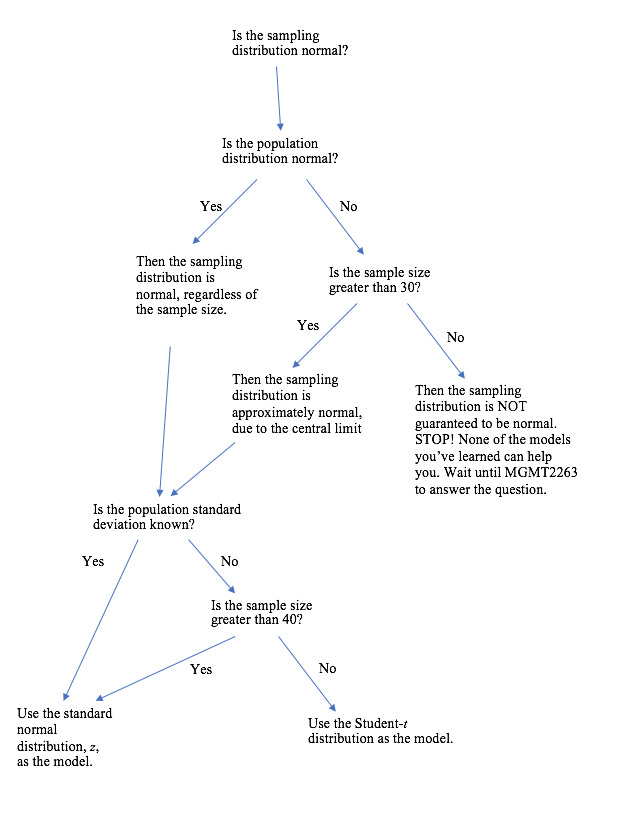 Is the sampling
distribution normal?
Is the population
distribution normal?
Yes
No
Then the sampling
distribution is
normal, regardless of
the sample size.
Is the sample size
greater than 30?
Yes
No
Then the sampling
distribution is
approximately normal,
due to the central limit
Then the sampling
distribution is NOT
guaranteed to be normal.
STOP! None of the models
you've learned can help
you. Wait until MGMT2263
to answer the question.
Is the population standard
deviation known?
Yes
No
Is the sample size
greater than 40?
Yes
No
Use the standard
normal
distribution, z,
as the model.
Use the Student-t
distribution as the model.